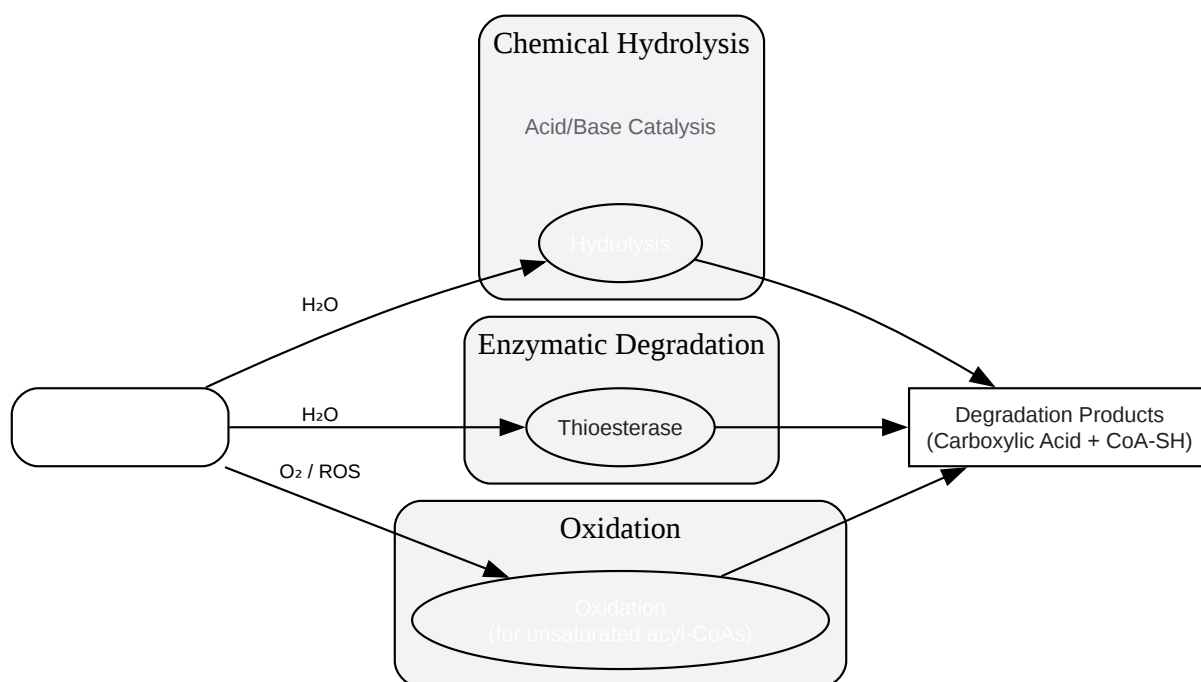 Chemical Hydrolysis
Acid/Base Catalysis
Hydrolysis
H₂O
Enzymatic Degradation
H₂O
Thioesterase
Degradation Products
(Carboxylic Acid + CoA-SH)
O₂ / ROS
Oxidation
Oxidation
(for unsaturated acyl-CoAs)